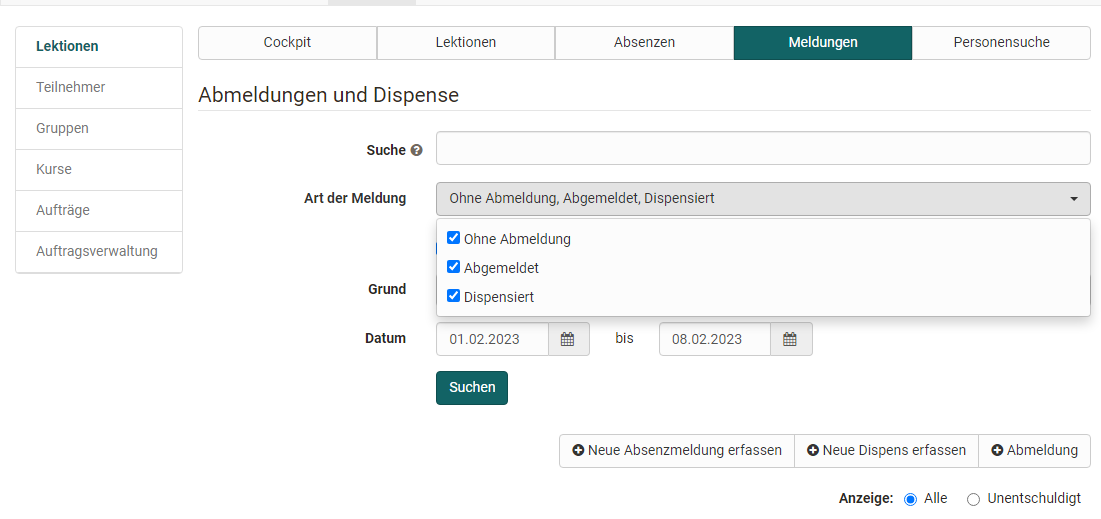 Lektionen
Teilnehmer
Gruppen
Kurse
Aufträge
Auftragsverwaltung
Cockpit Lektionen Absenzen Meldungen Personensuche
Abmeldungen und Dispense
Suche
Art der Meldung Ohne Abmeldung, Abgemeldet, Dispensiert
Ohne Abmeldung
Abgemeldet
Dispensiert
Grund
Datum 01.02.2023 bis 08.02.2023
Suchen
Neue Absenzmeldung erfassen Neue Dispens erfassen Abmeldung
Anzeige: Alle Unentschuldigt